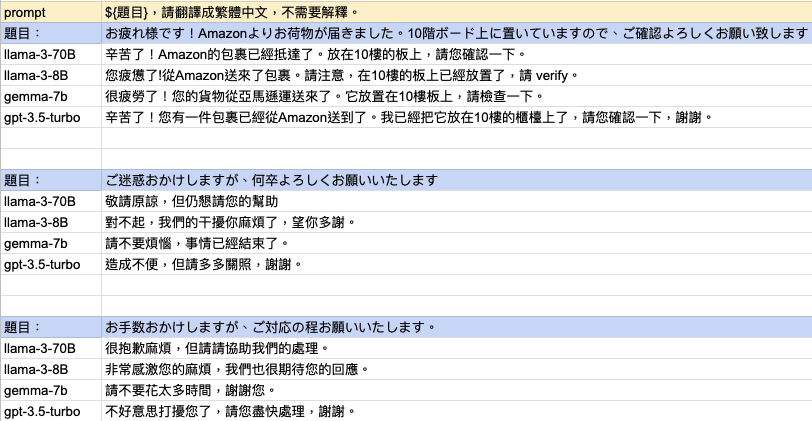 prompt ${題目}，請翻譯成繁體中文，不需要解釋。
題目： お疲れ様です！Amazonよりお荷物が届きました。10階ボード上に置いていますので、ご確認よろしくお願い致します
llama-3-70B 辛苦了！Amazon的包裹已經抵達了。放在10樓的板上，請您確認一下。
llama-3-8B 您疲憊了!從Amazon送來了包裹。請注意，在10樓的板上已經放置了，請 verify。
gemma-7b 很疲勞了！您的貨物從亞馬遜運送來了。它放置在10樓板上，請檢查一下。
gpt-3.5-turbo 辛苦了！您有一件包裹已經從Amazon送到了。我已經把它放在10樓的櫃檯上了，請您確認一下，謝謝。
題目： ご迷惑おかけしますが、何卒よろしくお願いいたします
llama-3-70B 敬請原諒，但仍懇請您的幫助
llama-3-8B 對不起，我們的干擾你麻煩了，望你多謝。
gemma-7b 請不要煩惱，事情已經結束了。
gpt-3.5-turbo 造成不便，但請多多關照，謝謝。
題目： お手数おかけしますが、ご対応の程お願いいたします。
llama-3-70B 很抱歉麻煩，但請請協助我們的處理。
llama-3-8B 非常感激您的麻煩，我們也很期待您的回應。
gemma-7b 請不要花太多時間，謝謝您。
gpt-3.5-turbo 不好意思打擾您了，請您盡快處理，謝謝。